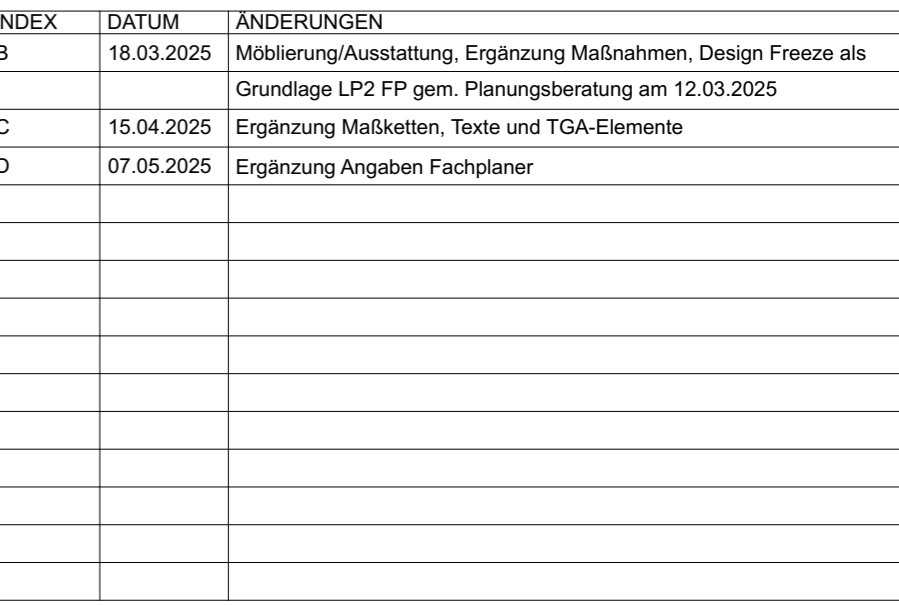 INDEX DATUM ÄNDERUNGEN
B 18.03.2025 Möblierung/Ausstattung, Ergänzung Maßnahmen, Design Freeze als
Grundlage LP2 FP gem. Planungsberatung am 12.03.2025
C 15.04.2025 Ergänzung Maßketten, Texte und TGA-Elemente
D 07.05.2025 Ergänzung Angaben Fachplaner